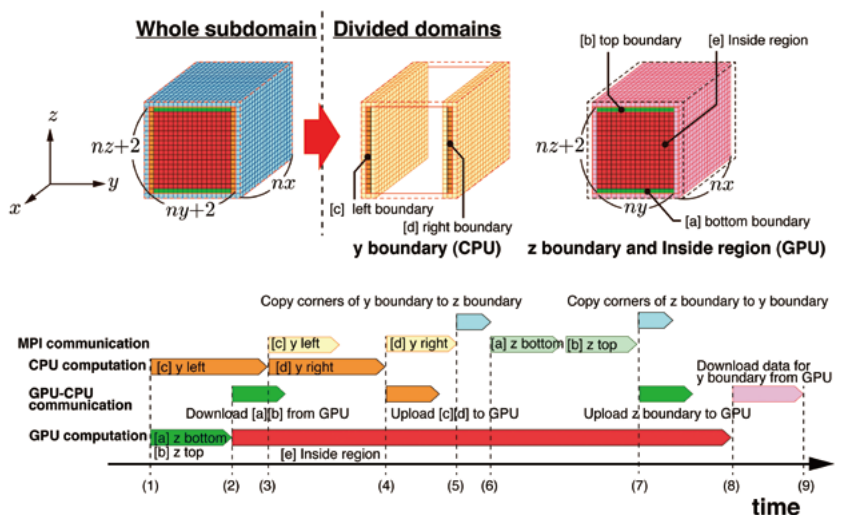 Whole subdomain
Divided domains
[b] top boundary
[e] Inside region
z
y
x
nz+2
ny+2
nx
[c] left boundary
[d] right boundary
y boundary (CPU)
nz+2
ny
nx
[a] bottom boundary
z boundary and Inside region (GPU)
Copy corners of y boundary to z boundary
Copy corners of z boundary to y boundary
MPI communication
[c] y left
[d] y right
[a] z bottom
[b] z top
CPU computation
[c] y left
[d] y right
Download data for
y boundary from GPU
GPU-CPU
communication
Download [a][b] from GPU
Upload [c][d] to GPU
Upload z boundary to GPU
GPU computation
[a] z bottom
[b] z top
[e] Inside region
(1)
(2)
(3)
(4)
(5)
(6)
(7)
(8)
(9)
time